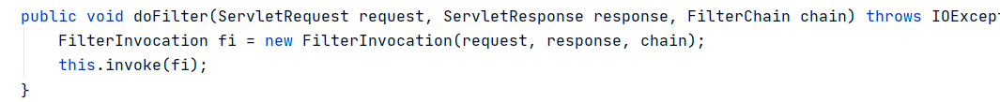 public void doFilter(ServletRequest request, ServletResponse response, FilterChain chain) throws IOExcep
FilterInvocation fi = new FilterInvocation(request, response, chain);
this.invoke(fi);
}